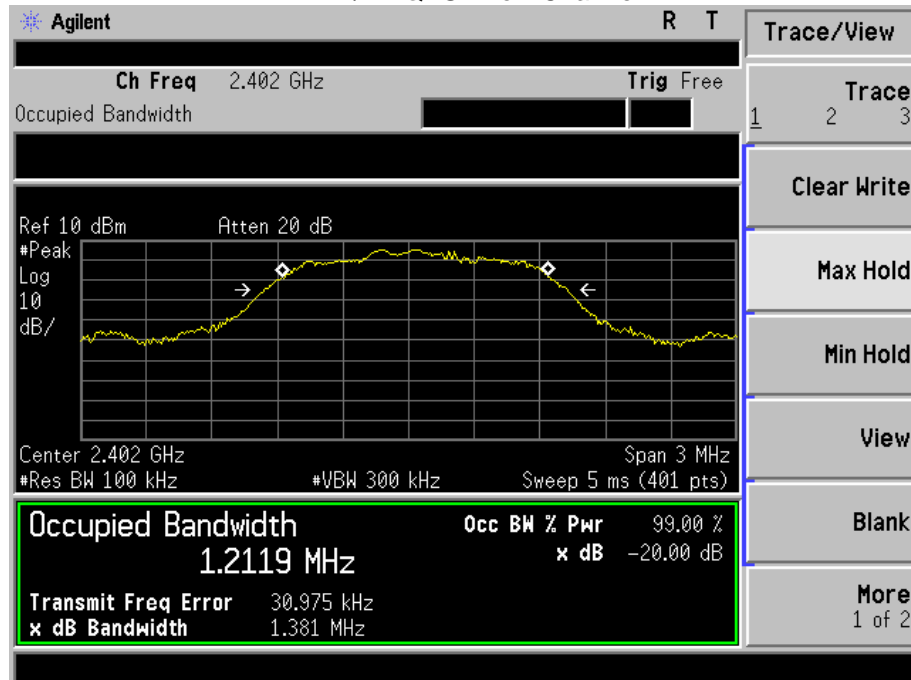 Agilent R T
Ch Freq 2.402 GHz Trig Free
Occupied Bandwidth
Ref 10 dBm Atten 20 dB
#Peak
Log
10
dB/
Center 2.402 GHz Span 3 MHz
#Res BW 100 kHz #VBW 300 kHz Sweep 5 ms (401 pts)
Occupied Bandwidth Occ BW % Pwr 99.00 %
1.2119 MHz x dB -20.00 dB
Transmit Freq Error 30.975 kHz
x dB Bandwidth 1.381 MHz
Trace/View
Trace
1 2 3
Clear Write
Max Hold
Min Hold
View
Blank
More
1 of 2